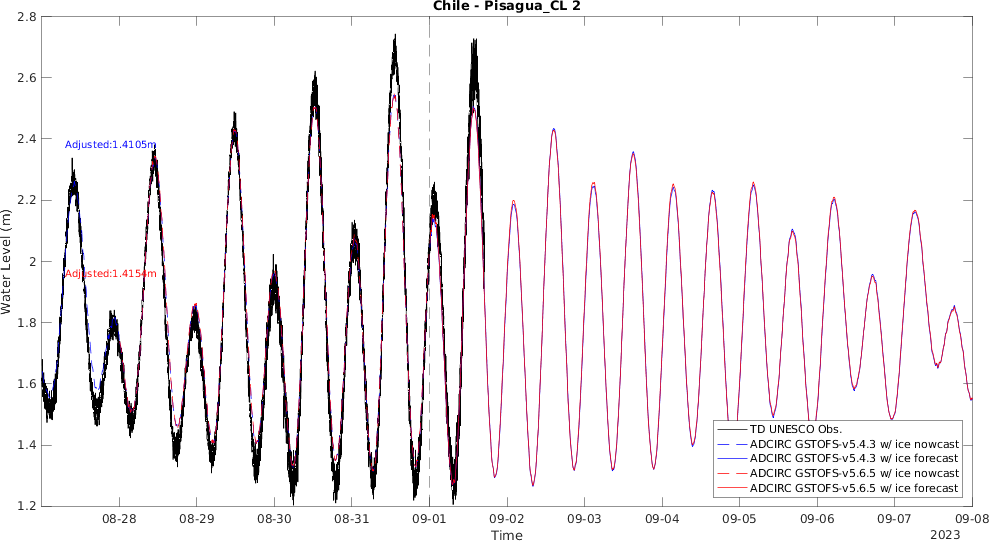 Chile - Pisagua_CL 2
2.8
2.6
2.4
2.2
2
1.8
1.6
1.4
1.2
Water Level (m)
Adjusted:1.4105m
Adjusted:1.4154m
TD UNESCO Obs.
ADCIRC GSTOFS-v5.4.3 w/ ice nowcast
ADCIRC GSTOFS-v5.4.3 w/ ice forecast
ADCIRC GSTOFS-v5.6.5 w/ ice nowcast
ADCIRC GSTOFS-v5.6.5 w/ ice forecast
08-28 08-29 08-30 08-31 09-01 09-02 09-03 09-04 09-05 09-06 09-07 09-08
Time
2023